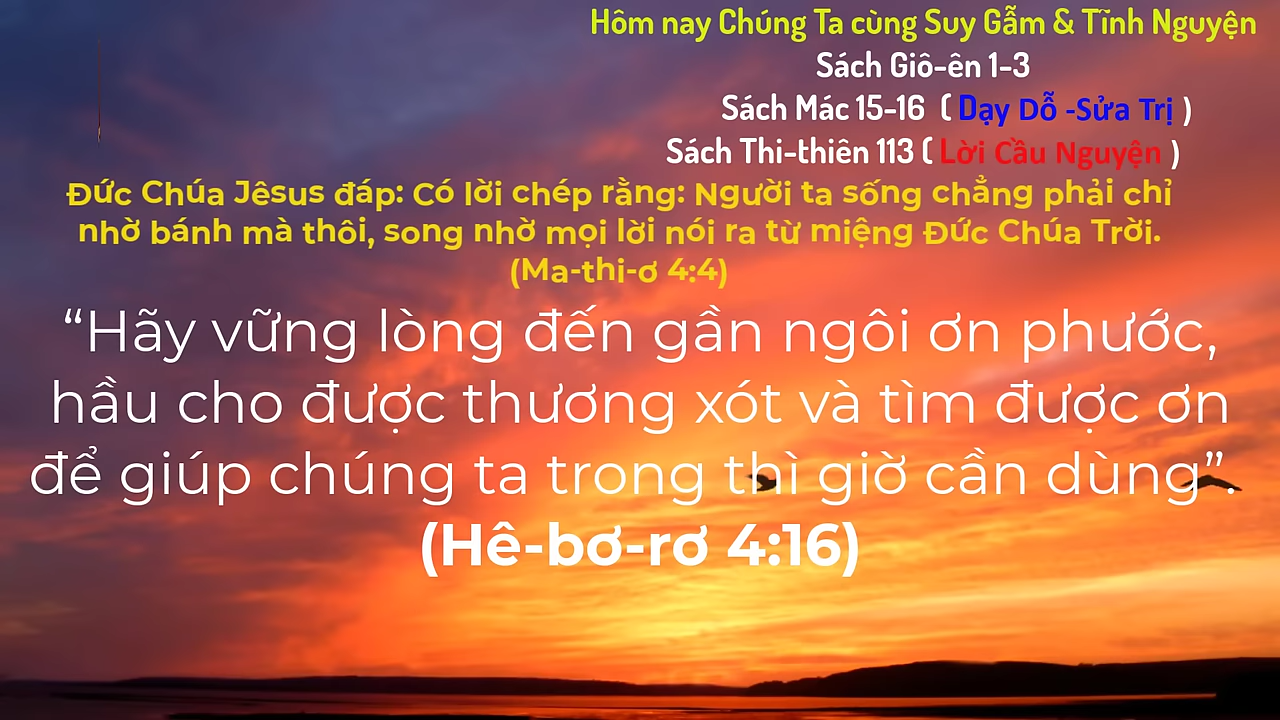 Hôm nay Chúng Ta cùng Suy Gẫm & Tĩnh Nguyện
Sách Giô-ên 1-3
Sách Mác 15-16 ( Dạy Dỗ -Sửa Trị )
Sách Thi-thiên 113 ( Lời Cầu Nguyện )
Đức Chúa Jêsus đáp: Có lời chép rằng: Người ta sống chẳng phải chỉ
nhờ bánh mà thôi, song nhờ mọi lời nói ra từ miệng Đức Chúa Trời.
(Ma-thi-ơ 4:4)
“Hãy vững lòng đến gần ngôi ơn phước,
hầu cho được thương xót và tìm được ơn
để giúp chúng ta trong thì giờ cần dùng”.
(Hê-bơ-rơ 4:16)